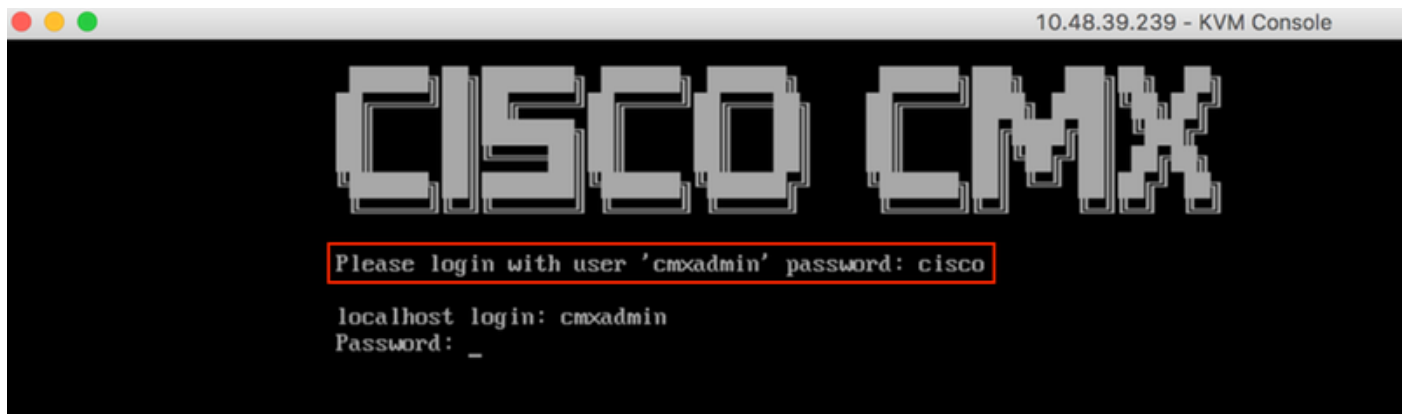 10.48.39.239 - KVM Console
CISCO CMX
Please login with user 'cmxadmin' password: cisco
localhost login: cmxadmin
Password: _